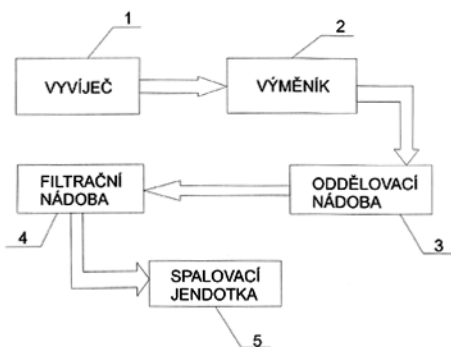 1
VYVÍJEČ
2
VÝMĚNÍK
FILTRAČNÍ
NÁDOBA
4
ODDĚLOVACÍ
NÁDOBA
3
SPALOVACÍ
JENDOTKA
5